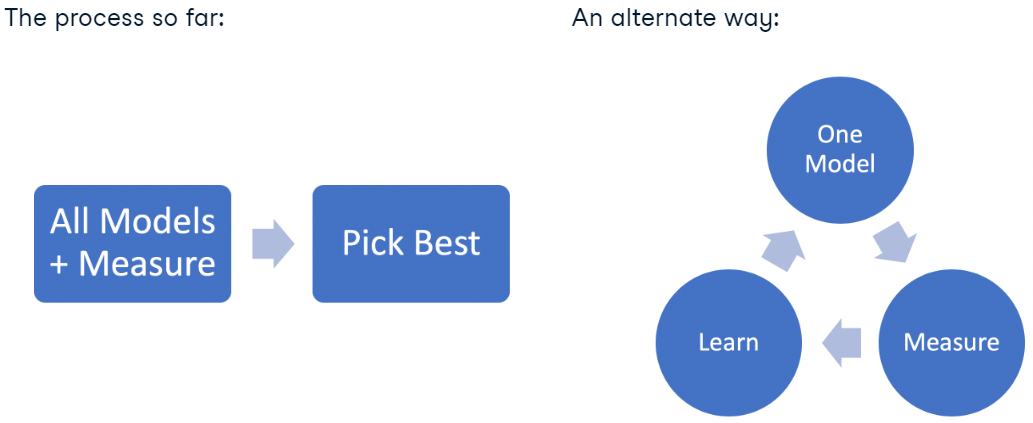 The process so far:
An alternate way:
All Models
+ Measure
Pick Best
One
Model
Measure
Learn